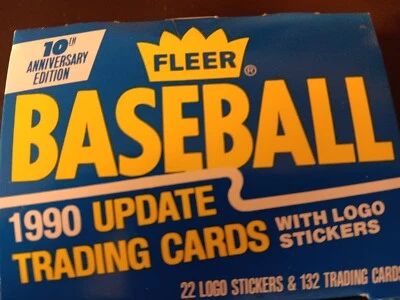 10TH
ANNIVERSARY
EDITION
FLEER®
BASEBALL
1990 UPDATE
TRADING CARDS
WITH LOGO
STICKERS
22 LOGO STICKERS & 132 TRADING CARDS